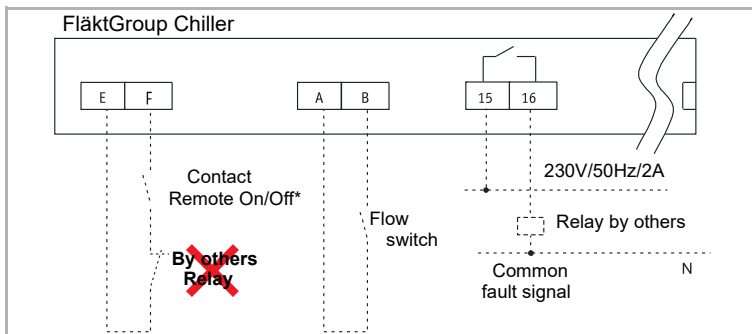 FläktGroup Chiller
E F A B 15 16
230V/50Hz/2A
Contact
Remote On/Off*
Flow
switch
Relay by others
By others
Relay
Common
fault signal
N